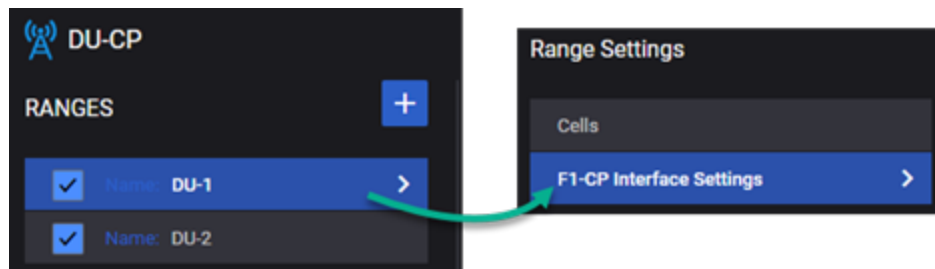 DU-CP
RANGES
Name: DU-1
Name: DU-2
Range Settings
Cells
F1-CP Interface Settings